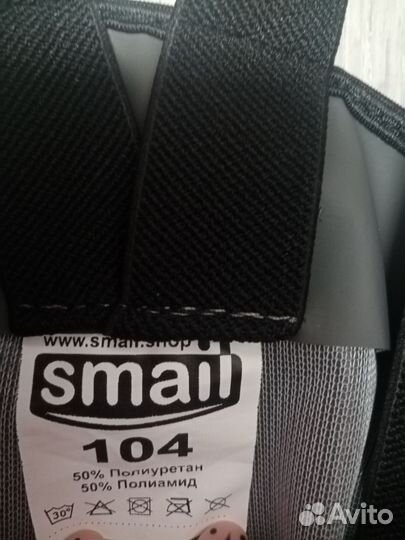 www.smail.shop
smail
104
50% Полиуретан
50% Полиамид
30°
Avito